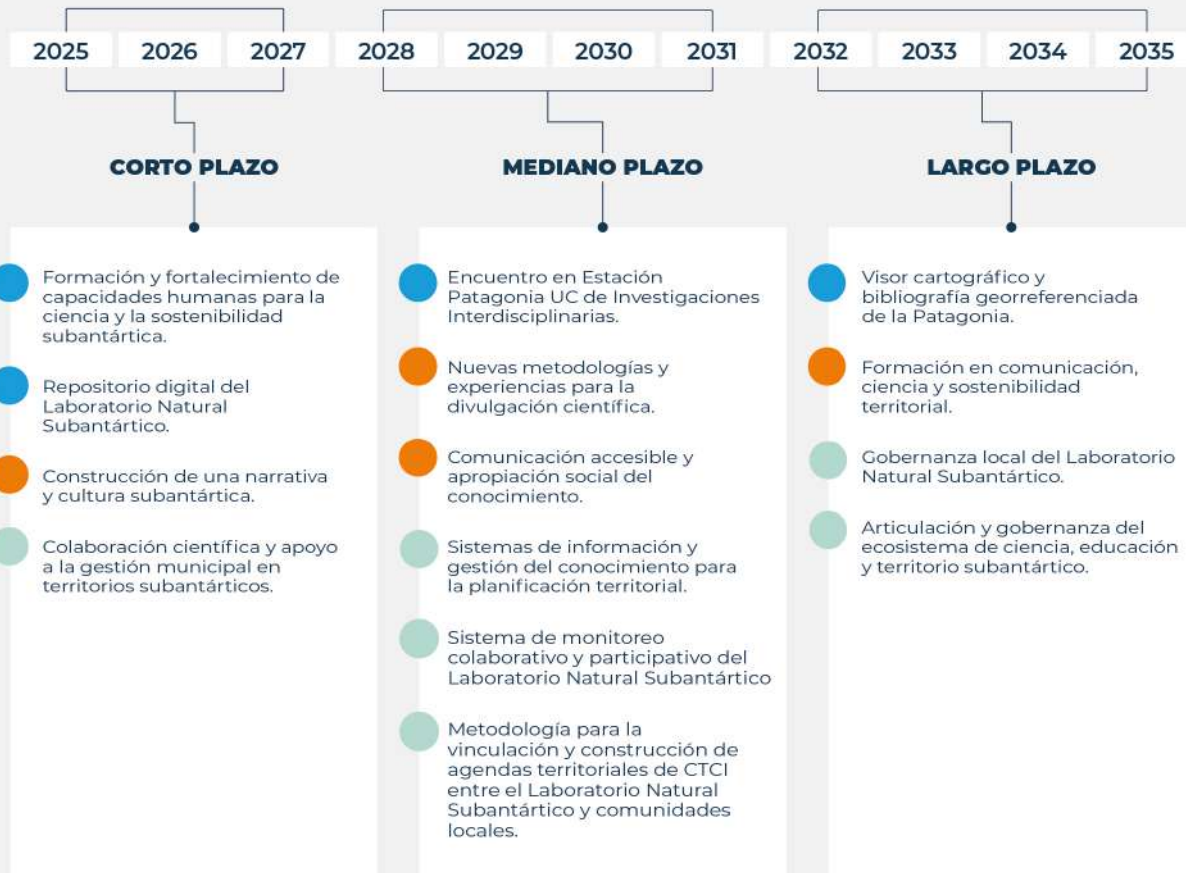 2025 2026 2027 2028 2029 2030 2031 2032 2033 2034 2035
CORTO PLAZO
Formación y fortalecimiento de
capacidades humanas para la
ciencia y la sostenibilidad
subantártica.
Repositorio digital del
Laboratorio Natural
Subantártico.
Construcción de una narrativa
y cultura subantártica.
Colaboración científica y apoyo
a la gestión municipal en
territorios subantárticos.
MEDIANO PLAZO
Encuentro en Estación
Patagonia UC de Investigaciones
Interdisciplinarias.
Nuevas metodologías y
experiencias para la
divulgación científica.
Comunicación accesible y
apropiación social del
conocimiento.
Sistemas de información y
gestión del conocimiento para
la planificación territorial.
Sistema de monitoreo
colaborativo y participativo del
Laboratorio Natural Subantártico
Metodología para la
vinculación y construcción de
agendas territoriales de CTCI
entre el Laboratorio Natural
Subantártico y comunidades
locales.
LARGO PLAZO
Visor cartográfico y
bibliografía georreferenciada
de la Patagonia.
Formación en comunicación,
ciencia y sostenibilidad
territorial.
Gobernanza local del Laboratorio
Natural Subantártico.
Articulación y gobernanza del
ecosistema de ciencia, educación
y territorio subantártico.